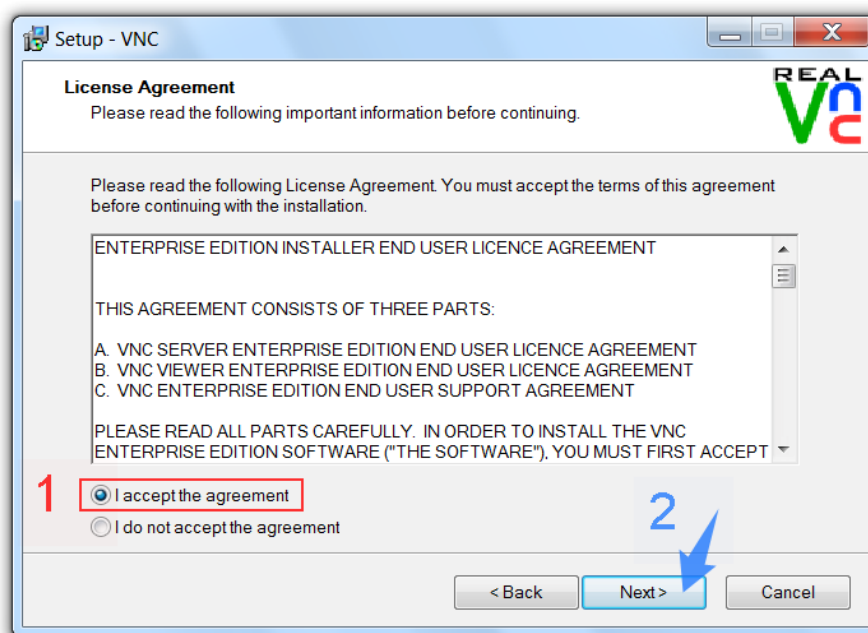 Setup - VNC
License Agreement
Please read the following important information before continuing.
REAL
VNC
Please read the following License Agreement. You must accept the terms of this agreement
before continuing with the installation.
ENTERPRISE EDITION INSTALLER END USER LICENCE AGREEMENT
THIS AGREEMENT CONSISTS OF THREE PARTS:
A. VNC SERVER ENTERPRISE EDITION END USER LICENCE AGREEMENT
B. VNC VIEWER ENTERPRISE EDITION END USER LICENCE AGREEMENT
C. VNC ENTERPRISE EDITION END USER SUPPORT AGREEMENT
PLEASE READ ALL PARTS CAREFULLY. IN ORDER TO INSTALL THE VNC
ENTERPRISE EDITION SOFTWARE ("THE SOFTWARE"), YOU MUST FIRST ACCEPT
1
I accept the agreement
I do not accept the agreement
2
< Back
Next >
Cancel